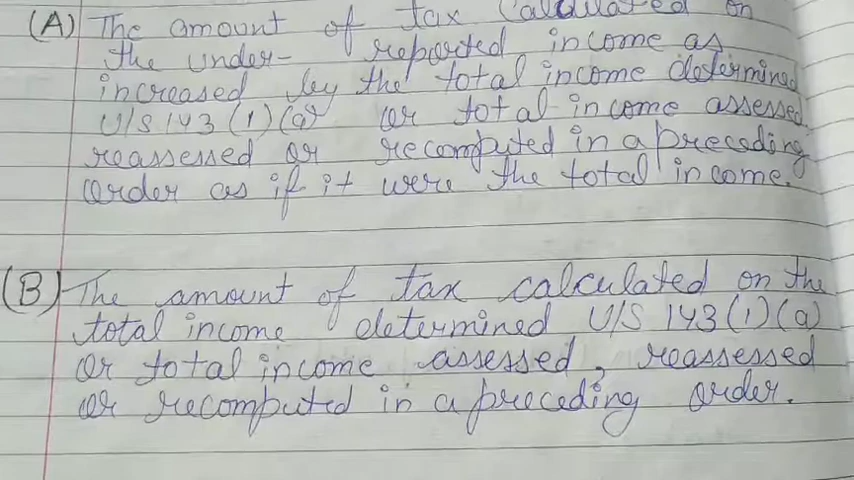 (A) The amount of tax Calculated on
the under- reported income as
increased by the total income determined
U/S 143(1)(a) or total income assessed,
reassessed or recomputed in a preceding
order as if it were the total income.
(B) The amount of tax calculated on the
total income determined U/S 143(1)(a)
or total income assessed, reassessed
or recomputed in a preceding order.